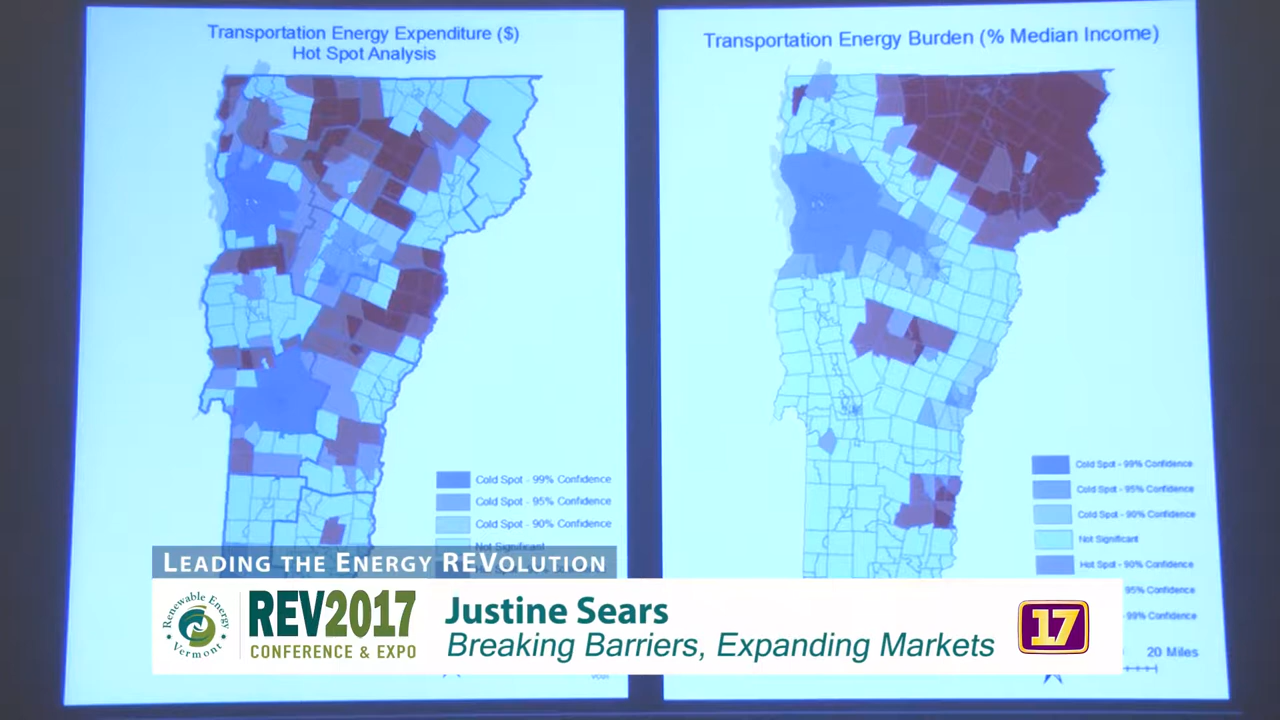 Transportation Energy Expenditure ($)
Hot Spot Analysis
Cold Spot - 99% Confidence
Cold Spot - 95% Confidence
Cold Spot - 90% Confidence
Not Significant
Transportation Energy Burden (% Median Income)
Cold Spot - 99% Confidence
Cold Spot - 95% Confidence
Cold Spot - 90% Confidence
Not Significant
Hot Spot - 90% Confidence
95% Confidence
99% Confidence
20 Miles
LEADING THE ENERGY REVOLUTION
Renewable Energy
Vermont
REV2017
CONFERENCE & EXPO
Justine Sears
Breaking Barriers, Expanding Markets
17